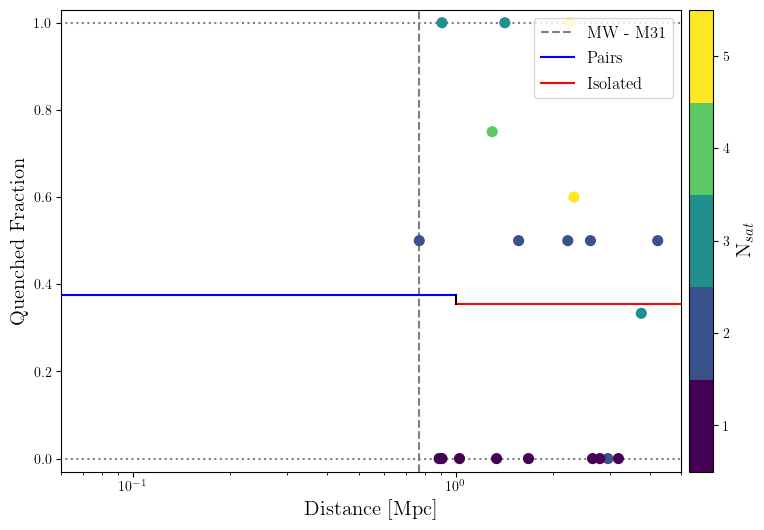 MW - M31
Pairs
Isolated
1.0
0.8
0.6
0.4
0.2
0.0
Quenched Fraction
10⁻¹
10⁰
Distance [Mpc]
5
4
3
2
1
N_sat